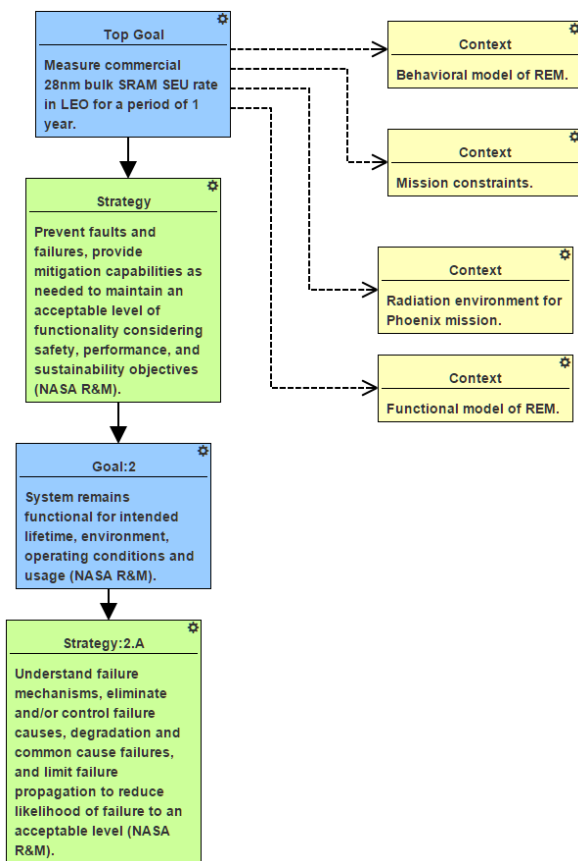 Top Goal
Measure commercial
28nm bulk SRAM SEU rate
in LEO for a period of 1
year.
Context
Behavioral model of REM.
Context
Mission constraints.
Strategy
Prevent faults and
failures, provide
mitigation capabilities as
needed to maintain an
acceptable level of
functionality considering
safety, performance, and
sustainability objectives
(NASA R&M).
Context
Radiation environment for
Phoenix mission.
Context
Functional model of REM.
Goal:2
System remains
functional for intended
lifetime, environment,
operating conditions and
usage (NASA R&M).
Strategy:2.A
Understand failure
mechanisms, eliminate
and/or control failure
causes, degradation and
common cause failures,
and limit failure
propagation to reduce
likelihood of failure to an
acceptable level (NASA
R&M).